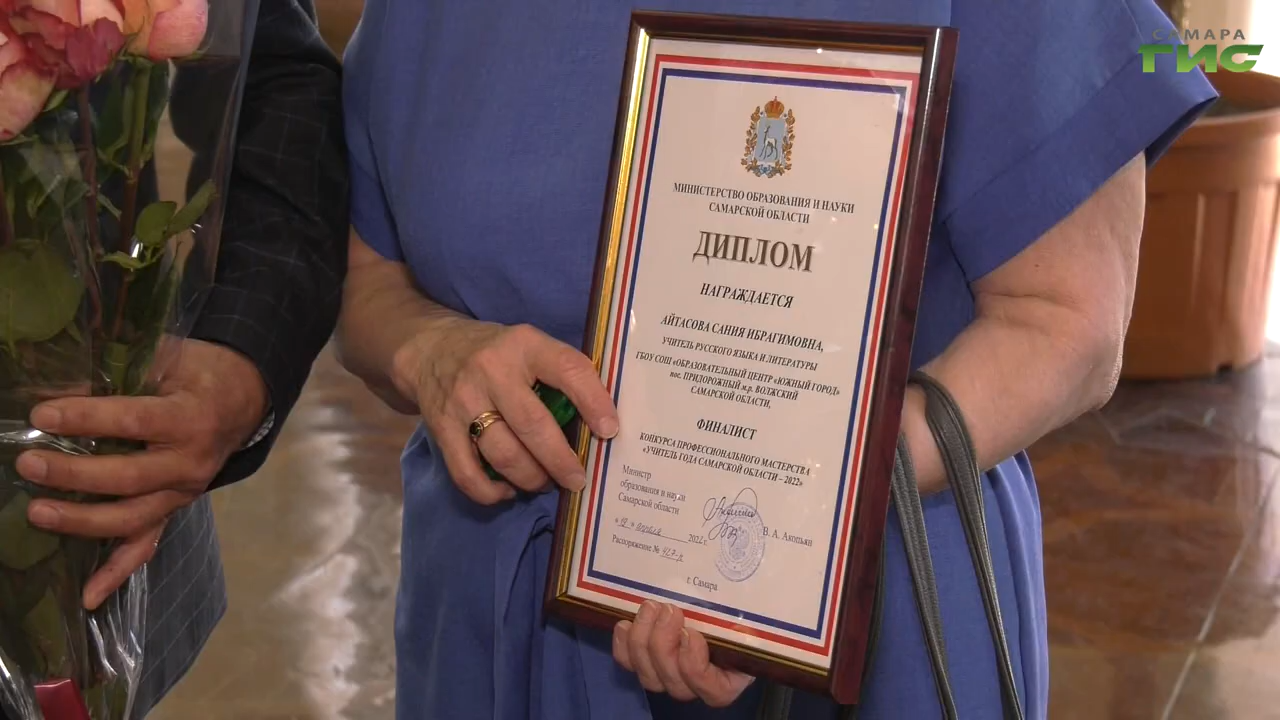 САМАРА
ГИС
МИНИСТЕРСТВО ОБРАЗОВАНИЯ И НАУКИ
САМАРСКОЙ ОБЛАСТИ
ДИПЛОМ
НАГРАЖДАЕТСЯ
АЙТАСОВА САНИЯ ИБРАГИМОВНА,
УЧИТЕЛЬ РУССКОГО ЯЗЫКА И ЛИТЕРАТУРЫ
ГБОУ СОШ «ОБРАЗОВАТЕЛЬНЫЙ ЦЕНТР «ЮЖНЫЙ ГОРОД»
пос. ПРИДОРОЖНЫЙ м.р. ВОЛЖСКИЙ
САМАРСКОЙ ОБЛАСТИ,
ФИНАЛИСТ
КОНКУРСА ПРОФЕССИОНАЛЬНОГО МАСТЕРСТВА
«УЧИТЕЛЬ ГОДА САМАРСКОЙ ОБЛАСТИ – 2022»
Министр
образования и науки
Самарской области
В. А. Акопьян
2022г.
Распоряжение №
г. Самара